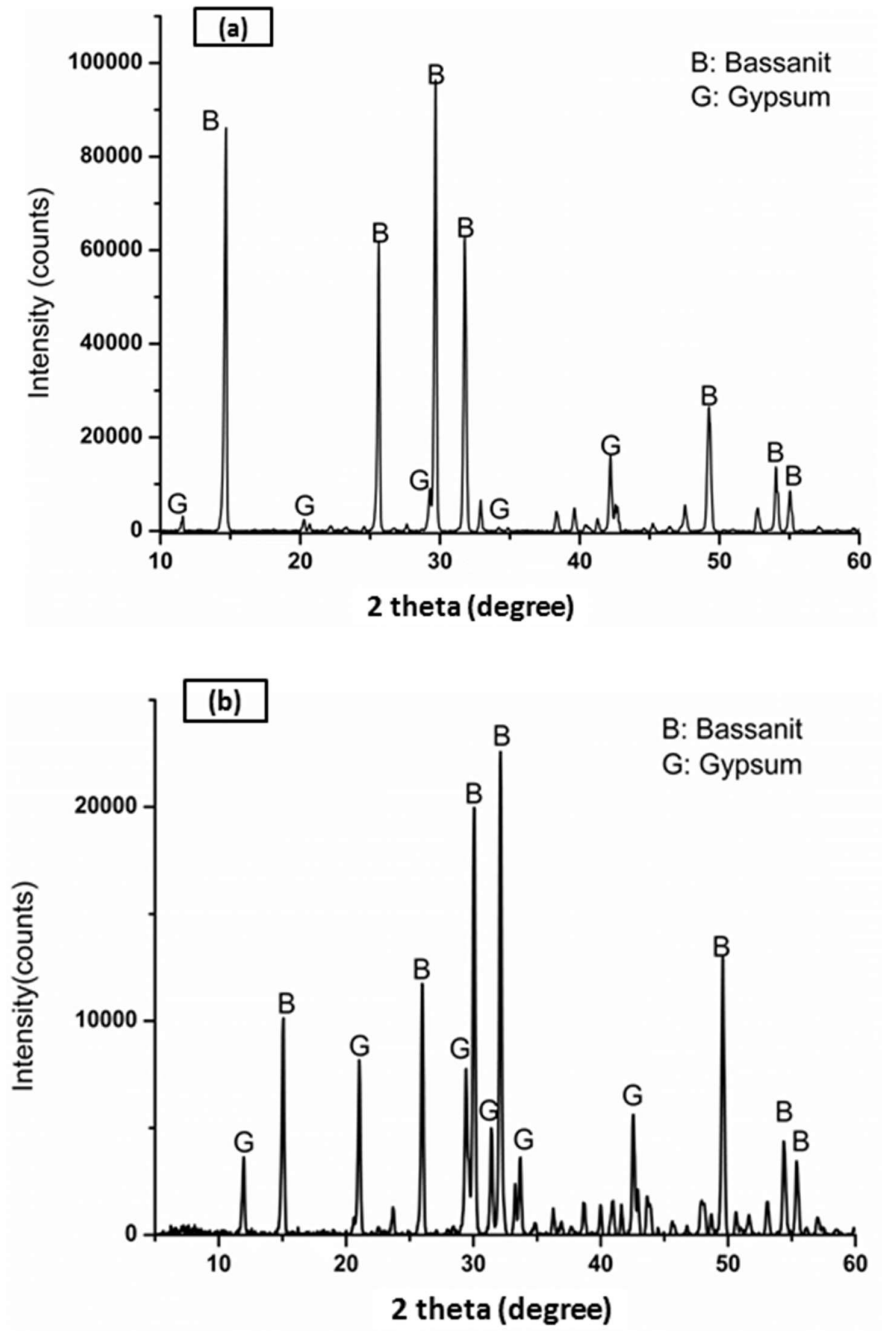 (a)
B: Bassanit
G: Gypsum
100000
80000
60000
40000
20000
0
Intensity (counts)
G
B
G
B
G
B
B
G
G
B
B
B
10
20
30
40
50
60
2 theta (degree)
(b)
B: Bassanit
G: Gypsum
20000
10000
0
Intensity(counts)
G
B
G
B
G
B
G
B
G
G
B
B
B
10
20
30
40
50
60
2 theta (degree)